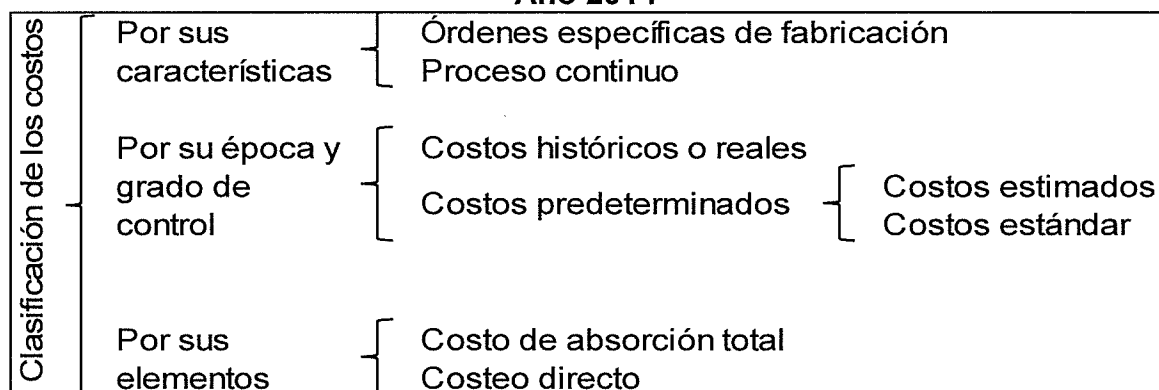 Clasificación de los costos
Por sus
características
Órdenes específicas de fabricación
Proceso continuo
Por su época y
grado de
control
Costos históricos o reales
Costos predeterminados
Costos estimados
Costos estándar
Por sus
elementos
Costo de absorción total
Costeo directo